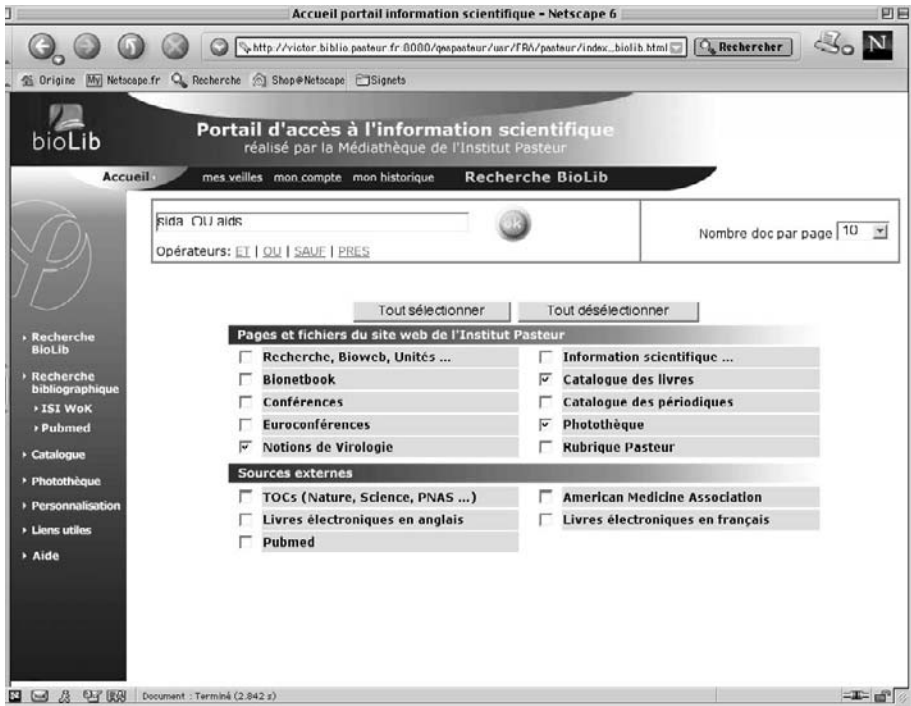 Accueil portail information scientifique - Netscape 6
http://victor.biblio.pasteur.fr:8080/qaspasteur/usr/FRA/pasteur/index_biolib.html
Rechercher
N
Origine My Netscape.fr Recherche Shop@Netscape Signets
bioLib
Portail d'accès à l'information scientifique
réalisé par la Médiathèque de l'Institut Pasteur
Accueil mes veilles mon compte mon historique Recherche BioLib
sida OU aids
ok
Nombre doc par page 10
Opérateurs: ET | OU | SAUF | PRES
Tout sélectionner Tout désélectionner
Pages et fichiers du site web de l'Institut Pasteur
Recherche, Bioweb, Unités ... Information scientifique ...
Bionetbook Catalogue des livres
Conférences Catalogue des périodiques
Euroconférences Photothèque
Notions de Virologie Rubrique Pasteur
Sources externes
TOCs (Nature, Science, PNAS ...) American Medicine Association
Livres électroniques en anglais Livres électroniques en français
Pubmed
Recherche
BioLib
Recherche
bibliographique
ISI WoK
Pubmed
Catalogue
Photothèque
Personnalisation
Liens utiles
Aide
Document : Terminé (2.842 s)